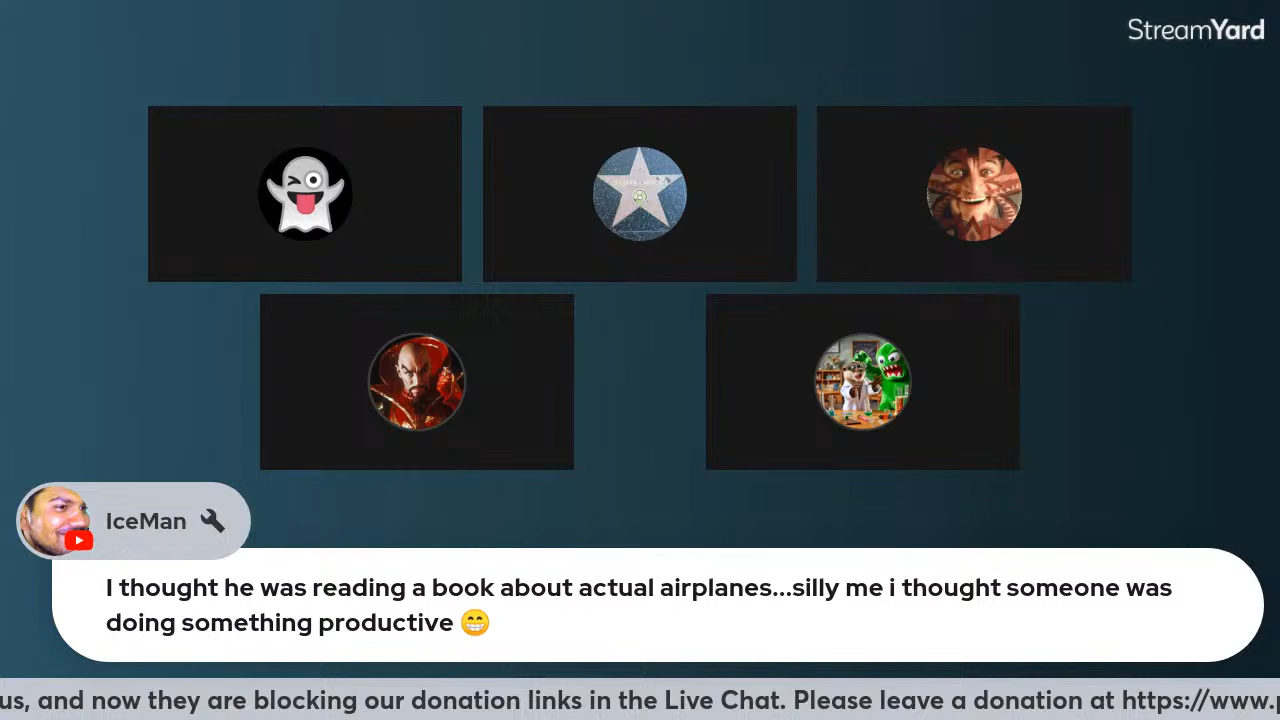 StreamYard
IceMan
I thought he was reading a book about actual airplanes...silly me i thought someone was
doing something productive 😁
us, and now they are blocking our donation links in the Live Chat. Please leave a donation at https://www.p